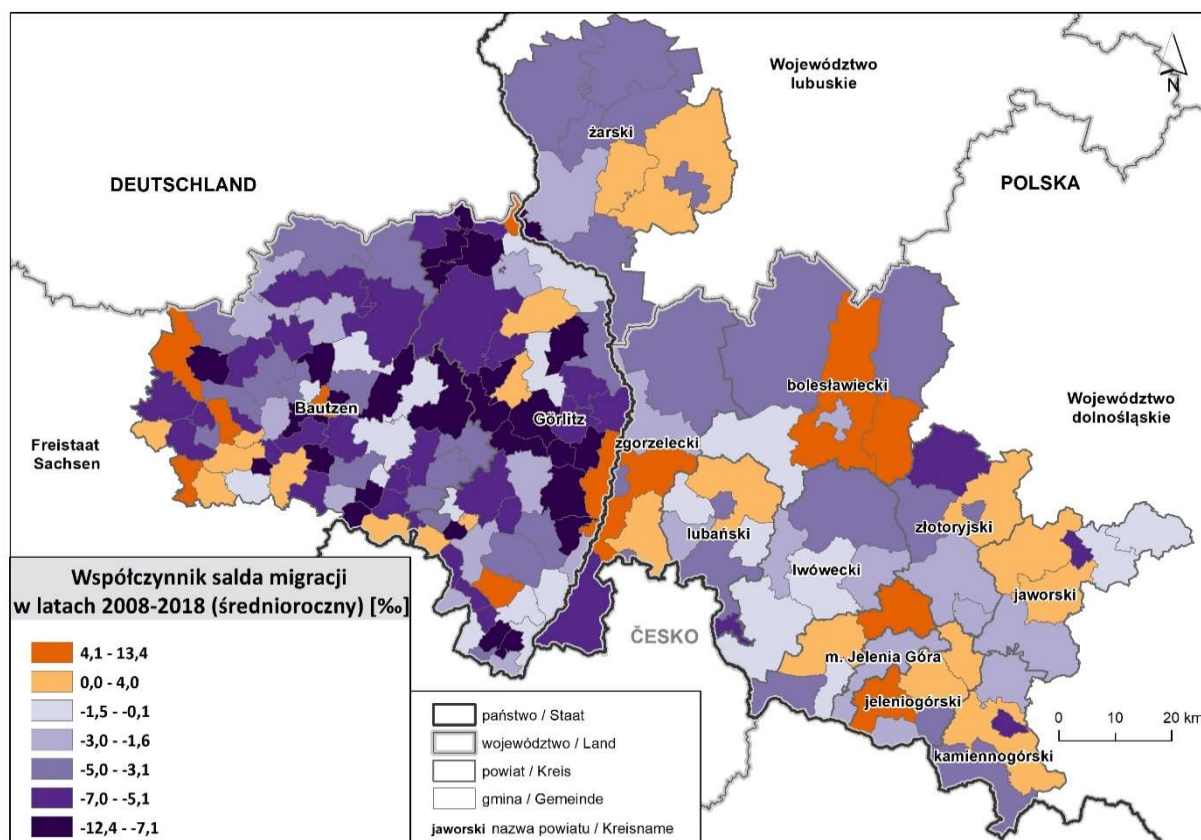 Województwo
lubuskie
N
żarski
DEUTSCHLAND
POLSKA
bolesławiecki
Województwo
dolnośląskie
Bautzen
Görlitz
Freistaat
Sachsen
zgorzelecki
lubański
złotoryjski
lwówecki
jaworski
ČESKO
m. Jelenia Góra
jeleniogórski
kamiennogórski
0 10 20 km
Współczynnik salda migracji
w latach 2008-2018 (średnioroczny) [‰]
4,1 - 13,4
0,0 - 4,0
-1,5 - -0,1
-3,0 - -1,6
-5,0 - -3,1
-7,0 - -5,1
-12,4 - -7,1
państwo / Staat
województwo / Land
powiat / Kreis
gmina / Gemeinde
jaworski nazwa powiatu / Kreisname